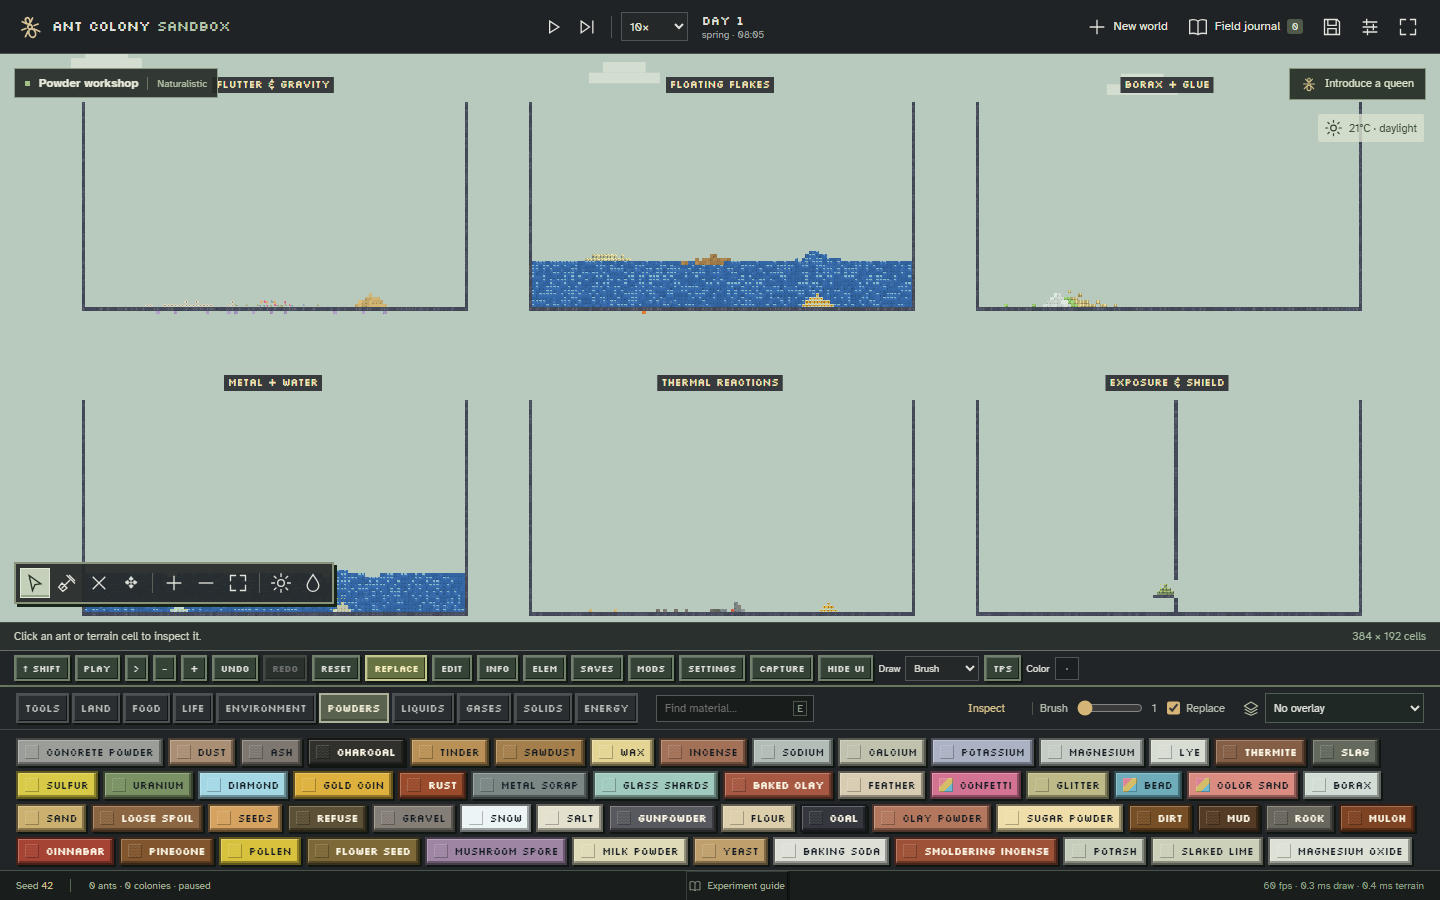 ANT COLONY SANDBOX
10×
DAY 1
spring · 08:05
New world
Field journal 0
Powder workshop Naturalistic
FLUTTER & GRAVITY
FLOATING FLAKES
BORAX + GLUE
Introduce a queen
21°C · daylight
METAL + WATER
THERMAL REACTIONS
EXPOSURE & SHIELD
Click an ant or terrain cell to inspect it.
384 × 192 cells
↑ SHIFT PLAY > - + UNDO REDO RESET REPLACE EDIT INFO ELEM SAVES MODS SETTINGS CAPTURE HIDE UI Draw Brush TPS Color
TOOLS LAND FOOD LIFE ENVIRONMENT POWDERS LIQUIDS GASES SOLIDS ENERGY Find material... E Inspect Brush 1 Replace No overlay
CONCRETE POWDER DUST ASH CHARCOAL TINDER SAWDUST WAX INCENSE SODIUM CALCIUM POTASSIUM MAGNESIUM LYE THERMITE SLAG
SULFUR URANIUM DIAMOND GOLD COIN RUST METAL SCRAP GLASS SHARDS BAKED CLAY FEATHER CONFETTI GLITTER BEAD COLOR SAND BORAX
SAND LOOSE SPOIL SEEDS REFUSE GRAVEL SNOW SALT GUNPOWDER FLOUR COAL CLAY POWDER SUGAR POWDER DIRT MUD ROCK MULCH
CINNABAR PINECONE POLLEN FLOWER SEED MUSHROOM SPORE MILK POWDER YEAST BAKING SODA SMOLDERING INCENSE POTASH SLAKED LIME MAGNESIUM OXIDE
Seed 42
0 ants · 0 colonies · paused
Experiment guide
60 fps · 0.3 ms draw · 0.4 ms terrain